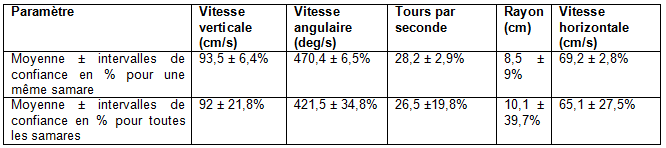 Paramètre Vitesse verticale (cm/s) Vitesse angulaire (deg/s) Tours par seconde Rayon (cm) Vitesse horizontale (cm/s)
Moyenne ± intervalles de confiance en % pour une même samare 93,5 ± 6,4% 470,4 ± 6,5% 28,2 ± 2,9% 8,5 ± 9% 69,2 ± 2,8%
Moyenne ± intervalles de confiance en % pour toutes les samares 92 ± 21,8% 421,5 ± 34,8% 26,5 ±19,8% 10,1 ± 39,7% 65,1 ± 27,5%